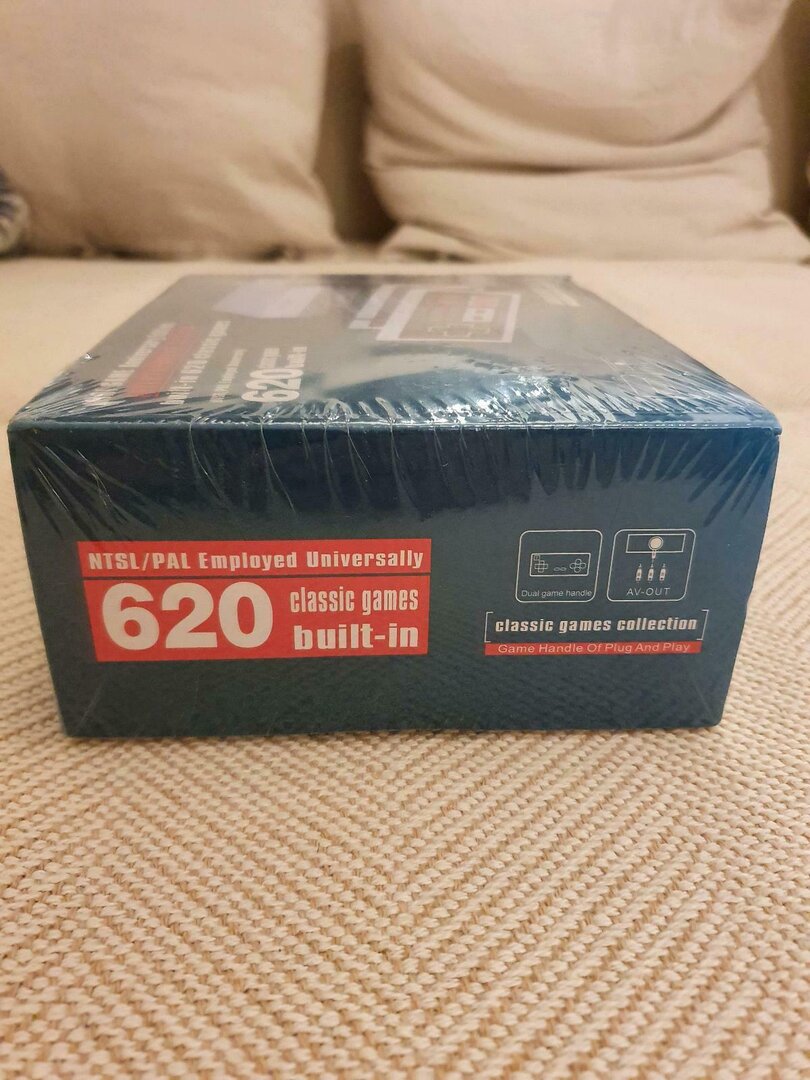 620
NTSL/PAL Employed Universally
620 classic games
built-in
Dual game handle
AV-OUT
classic games collection
Game Handle Of Plug And Play